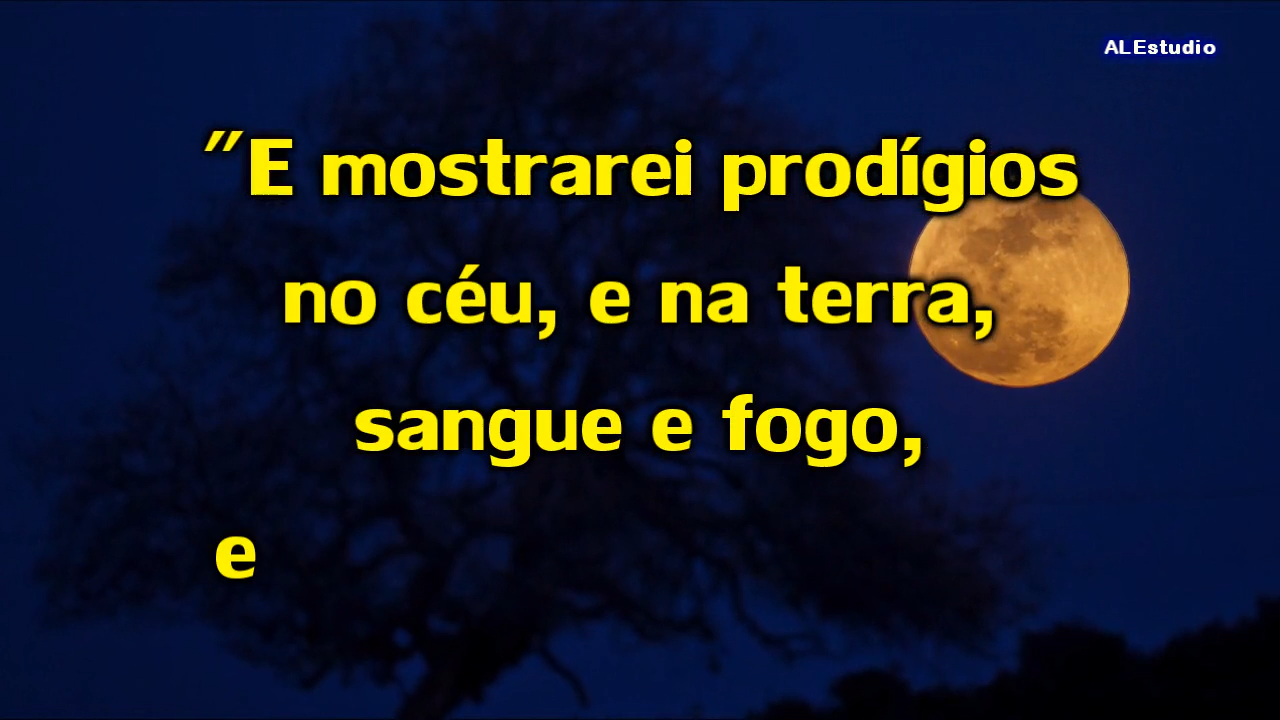 ALEstudio
"E mostrarei prodígios
no céu, e na terra,
sangue e fogo,
e